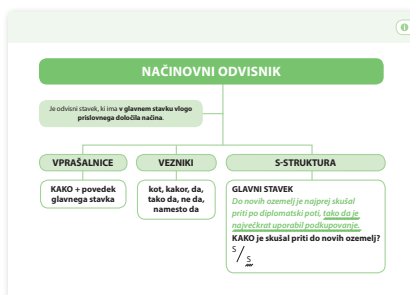 NAČINOVNI ODVISNIK
Je odvisni stavek, ki ima v glavnem stavku vlogo
prislovnega določila načina.
VPRAŠALNICE
KAKO + povedek
glavnega stavka
VEZNIKI
kot, kakor, da,
tako da, ne da,
namesto da
S-STRUKTURA
GLAVNI STAVEK
Do novih ozemelj je najprej skušal
priti po diplomatski poti, tako da je
največkrat uporabil podkupovanje.
KAKO je skušal priti do novih ozemelj?
S
S